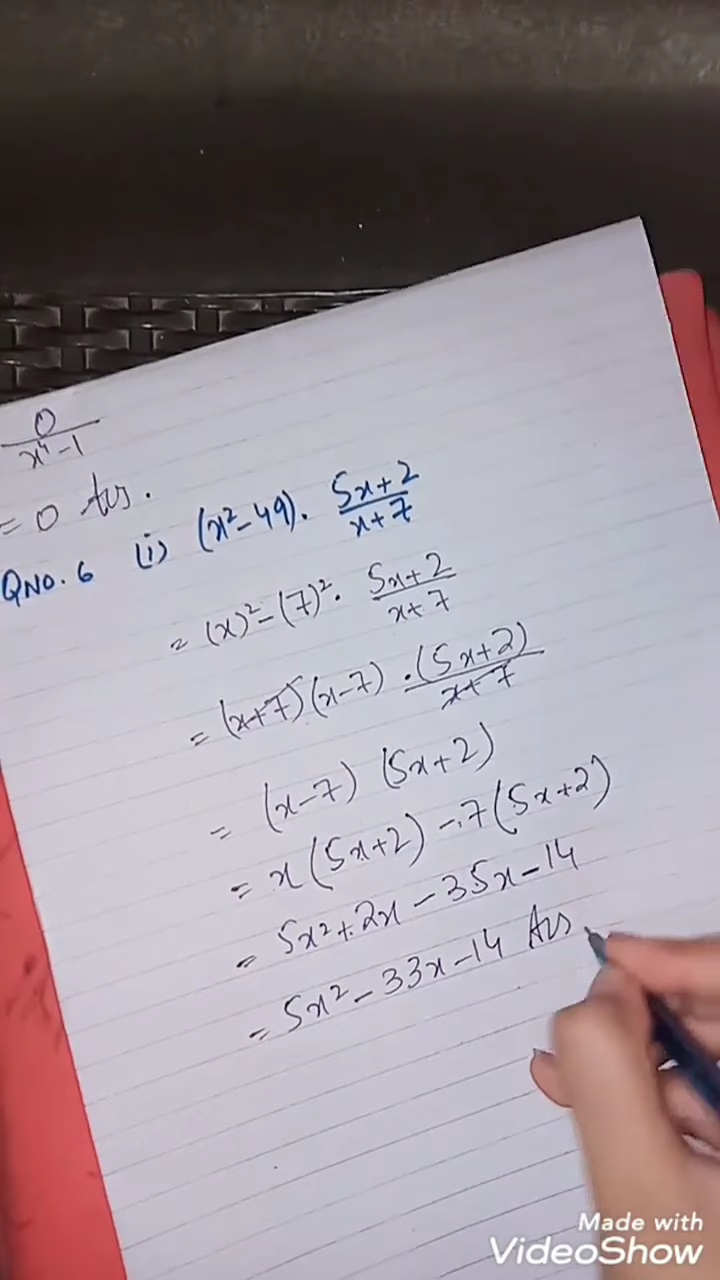 0
x⁴-1
= 0 Ans.
QNO. 6 (i) (x²-49). 5x+2/x+7
= (x)²-(7)². 5x+2/x+7
= (x+7)(x-7) .(5x+2)/x+7
= (x-7) (5x+2)
= x(5x+2)-7(5x+2)
= 5x²+2x-35x-14
= 5x²-33x-14 Ans
Made with
VideoShow